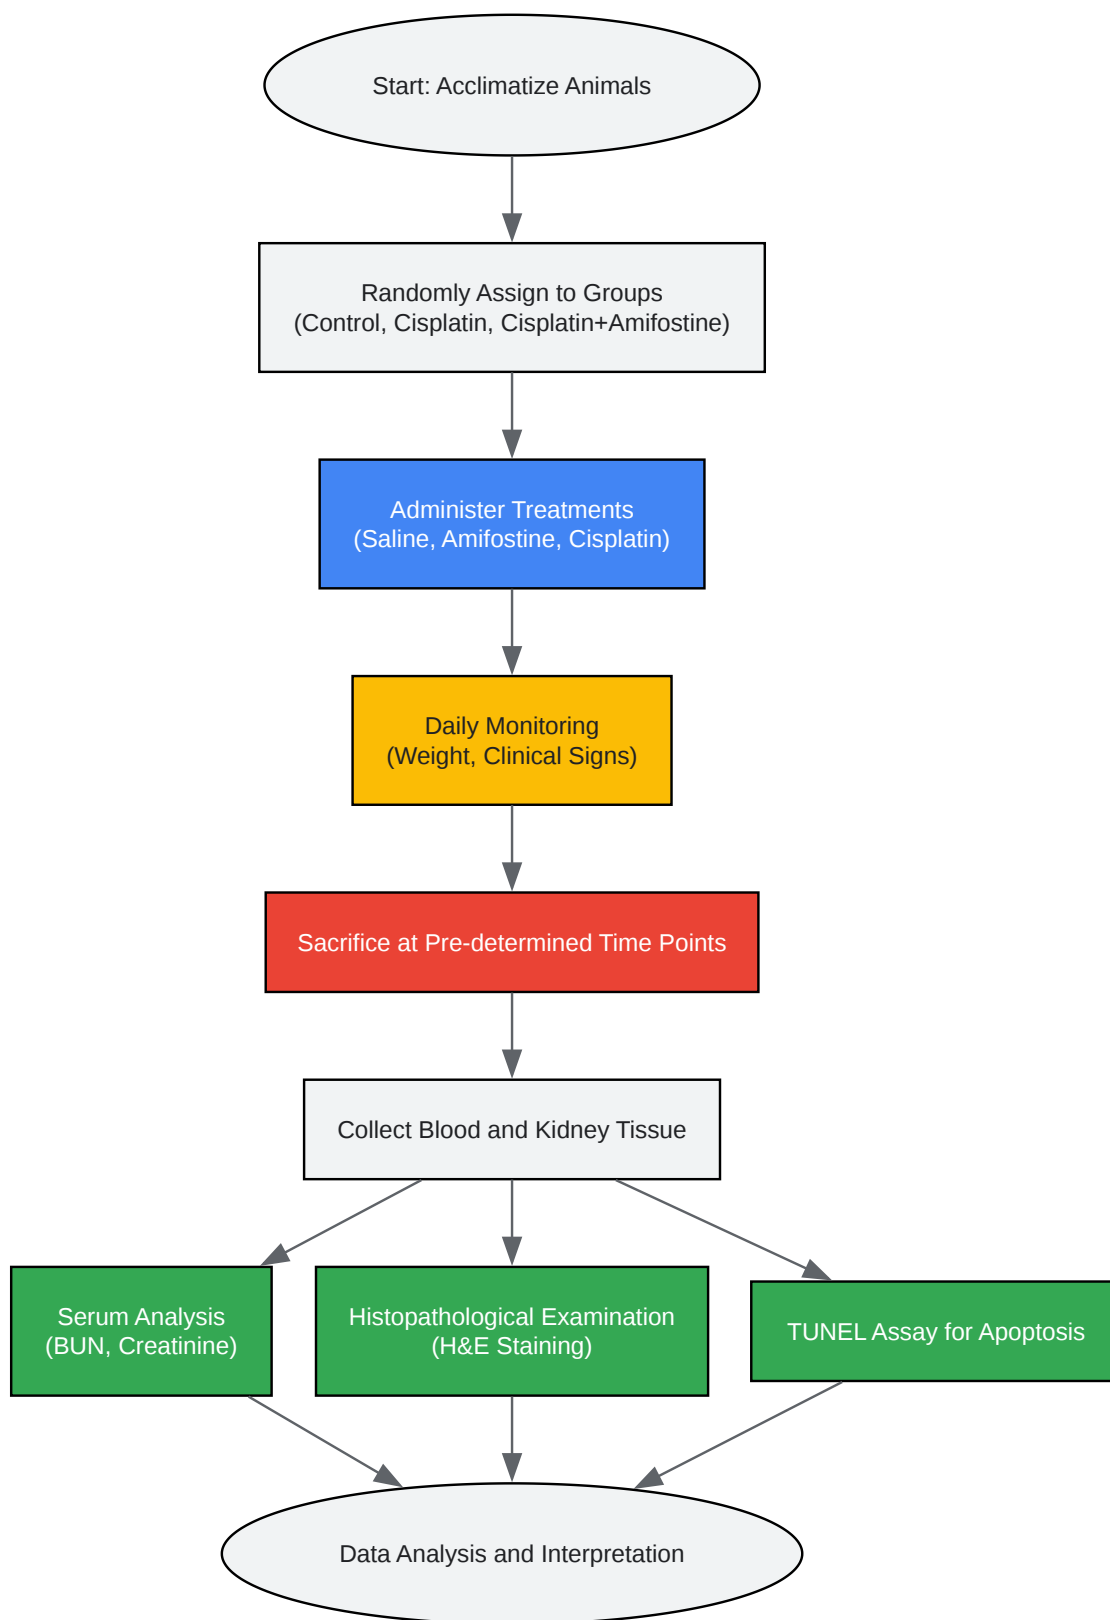 Start: Acclimatize Animals
Randomly Assign to Groups
(Control, Cisplatin, Cisplatin+Amifostine)
Administer Treatments
(Saline, Amifostine, Cisplatin)
Daily Monitoring
(Weight, Clinical Signs)
Sacrifice at Pre-determined Time Points
Collect Blood and Kidney Tissue
Serum Analysis
(BUN, Creatinine)
Histopathological Examination
(H&E Staining)
TUNEL Assay for Apoptosis
Data Analysis and Interpretation